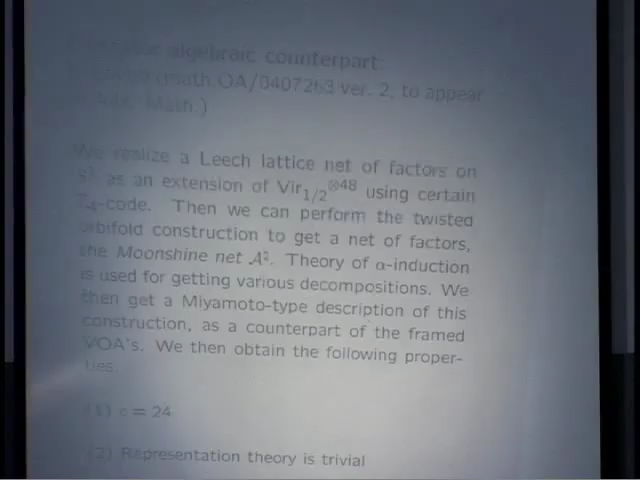 algebraic counterpart
(math.OA/0407263 ver. 2, to appear
Math.)
We realize a Leech lattice net of factors on
S¹ as an extension of Vir₁/₂⊗48 using certain
Z₄-code. Then we can perform the twisted
orbifold construction to get a net of factors,
the Moonshine net A♮. Theory of α-induction
is used for getting various decompositions. We
then get a Miyamoto-type description of this
construction, as a counterpart of the framed
VOA's. We then obtain the following proper-
ties.
(1) c = 24
(2) Representation theory is trivial